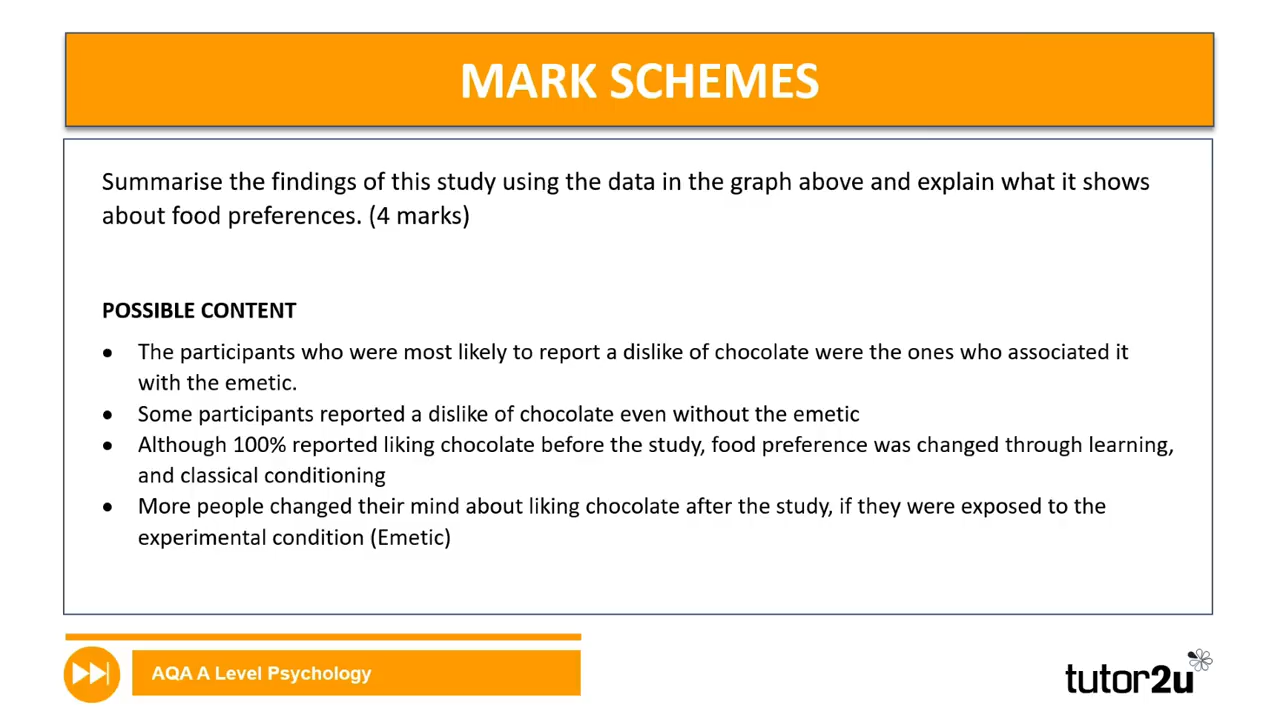 MARK SCHEMES
Summarise the findings of this study using the data in the graph above and explain what it shows
about food preferences. (4 marks)
POSSIBLE CONTENT
• The participants who were most likely to report a dislike of chocolate were the ones who associated it
with the emetic.
• Some participants reported a dislike of chocolate even without the emetic
• Although 100% reported liking chocolate before the study, food preference was changed through learning,
and classical conditioning
• More people changed their mind about liking chocolate after the study, if they were exposed to the
experimental condition (Emetic)
AQA A Level Psychology
tutor2u